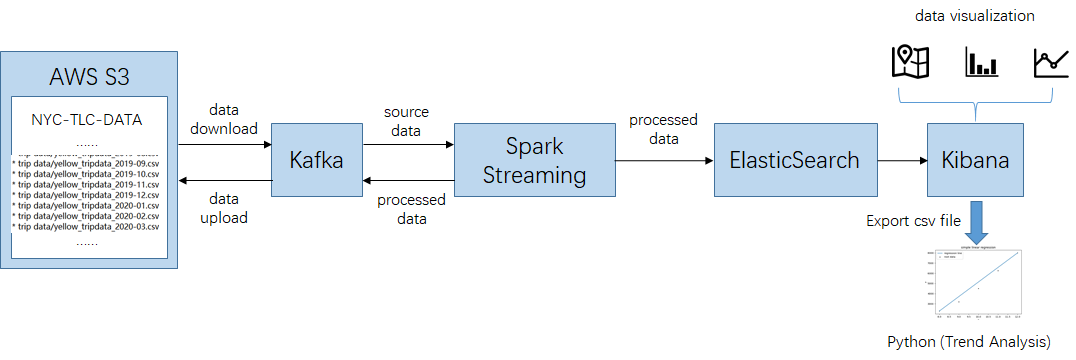 data visualization
AWS S3
NYC-TLC-DATA
......
* trip data/yellow_tripdata_2019-09.csv
* trip data/yellow_tripdata_2019-10.csv
* trip data/yellow_tripdata_2019-11.csv
* trip data/yellow_tripdata_2019-12.csv
* trip data/yellow_tripdata_2020-01.csv
* trip data/yellow_tripdata_2020-02.csv
* trip data/yellow_tripdata_2020-03.csv
......
data
download
data
upload
Kafka
source
data
processed
data
Spark
Streaming
processed
data
ElasticSearch
Kibana
Export csv file
simple linear regression
Python (Trend Analysis)